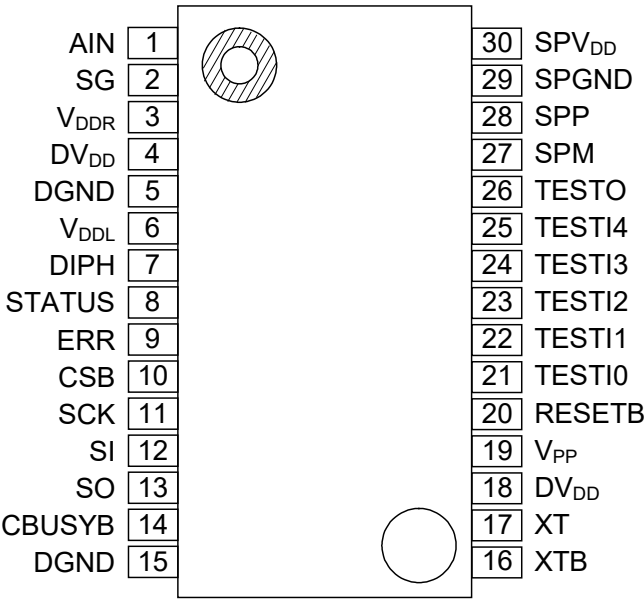 AIN 1 30 SPVDD
SG 2 29 SPGND
VDDR 3 28 SPP
DVDD 4 27 SPM
DGND 5 26 TESTO
VDDL 6 25 TESTI4
DIPH 7 24 TESTI3
STATUS 8 23 TESTI2
ERR 9 22 TESTI1
CSB 10 21 TESTI0
SCK 11 20 RESETB
SI 12 19 VPP
SO 13 18 DVDD
CBUSYB 14 17 XT
DGND 15 16 XTB